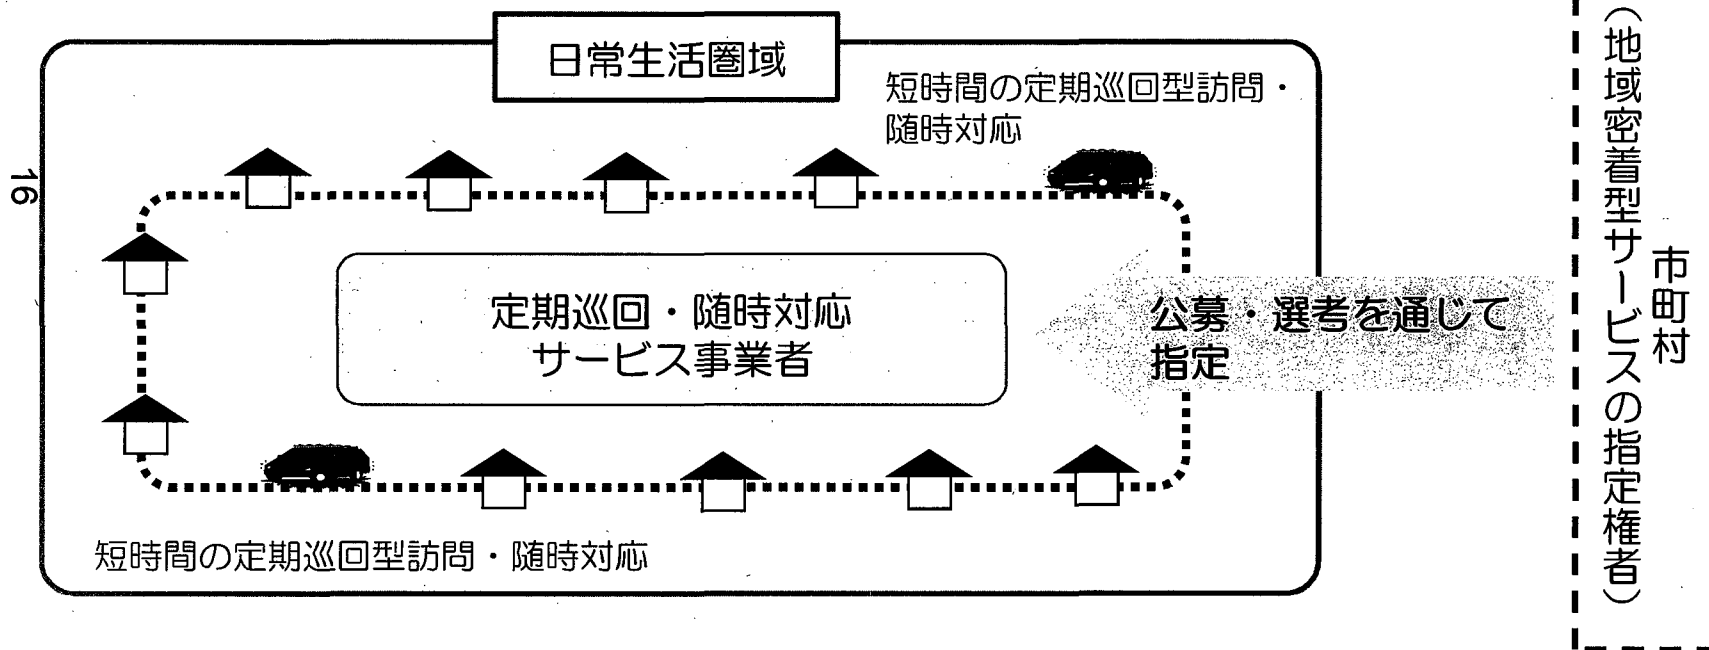 日常生活圏域
短時間の定期巡回型訪問・
随時対応
定期巡回・随時対応
サービス事業者
公募・選考を通じて
指定
短時間の定期巡回型訪問・随時対応
市町村
（地域密着型サービスの指定権者）
16